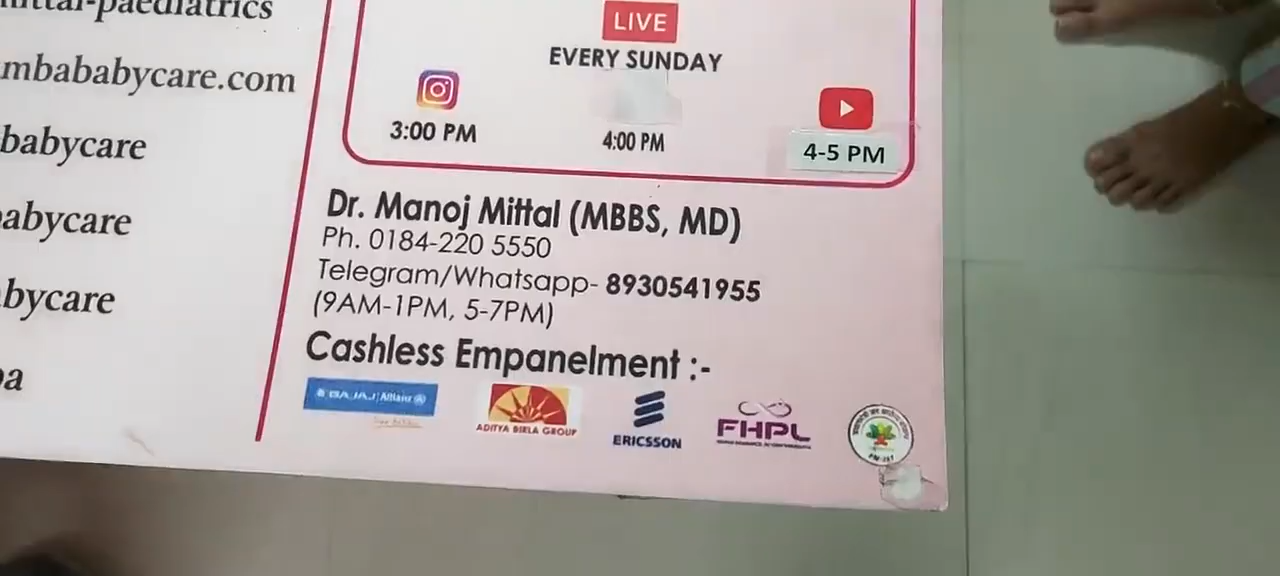 mbababycare.com
babycare
abycare
bycare
LIVE
EVERY SUNDAY
3:00 PM
4:00 PM
4-5 PM
Dr. Manoj Mittal (MBBS, MD)
Ph. 0184-220 5550
Telegram/Whatsapp- 8930541955
(9AM-1PM, 5-7PM)
Cashless Empanelment :-
BAJAJ Allianz
ADITYA BIRLA GROUP
ERICSSON
FHPL